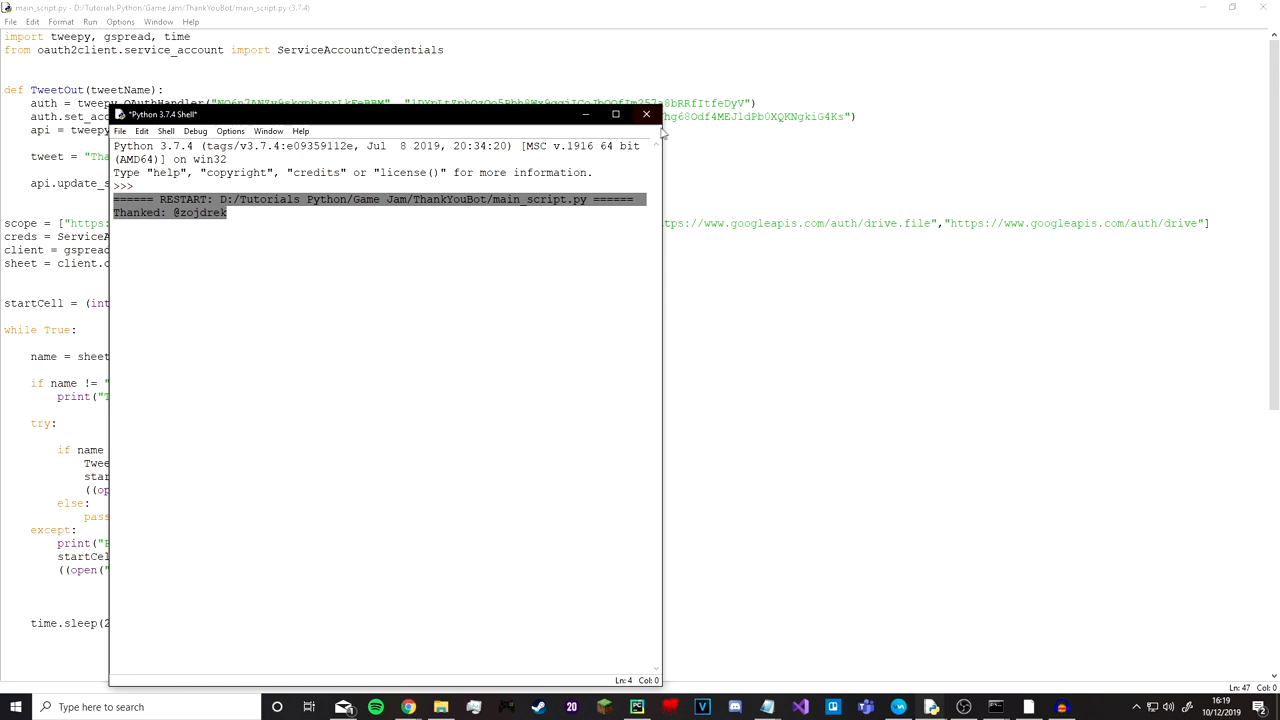 main_script.py - D:/Tutorials Python/Game Jam/ThankYouBot/main_script.py (3.7.4)
File Edit Format Run Options Window Help
import tweepy, gspread, time
from oauth2client.service_account import ServiceAccountCredentials
def TweetOut(tweetName):
auth = tweepy
auth.set_acc
api = tweepy
tweet = "Tha
api.update_s
scope = ["https: ttps://www.googleapis.com/auth/drive.file","https://www.googleapis.com/auth/drive"]
creds = ServiceA
client = gspread
sheet = client.o
startCell = (int
while True:
name = sheet
if name != "
print("T
try:
if name
Twee
star
((op
else:
pass
except:
print("E
startCel
((open("
time.sleep(2
*Python 3.7.4 Shell*
File Edit Shell Debug Options Window Help
Python 3.7.4 (tags/v3.7.4:e09359112e, Jul 8 2019, 20:34:20) [MSC v.1916 64 bit
(AMD64)] on win32
Type "help", "copyright", "credits" or "license()" for more information.
>>>
====== RESTART: D:/Tutorials Python/Game Jam/ThankYouBot/main_script.py ======
Thanked: @zojdrek
Ln: 4 Col: 0
Ln: 47 Col: 0
Type here to search
20
16:19
10/12/2019